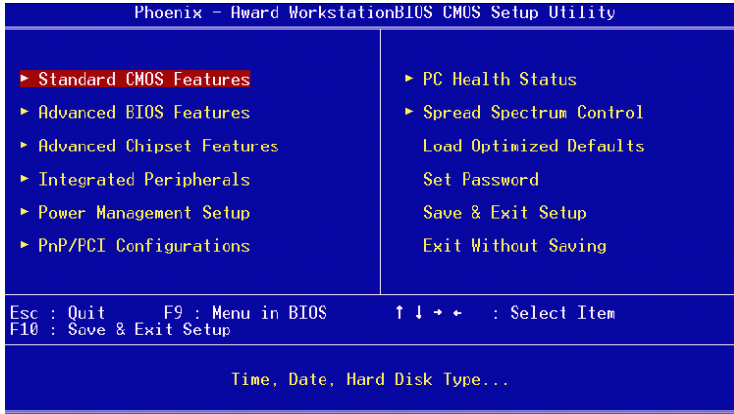 Phoenix - Award WorkstationBIOS CMOS Setup Utility
► Standard CMOS Features
► Advanced BIOS Features
► Advanced Chipset Features
► Integrated Peripherals
► Power Management Setup
► PnP/PCI Configurations
► PC Health Status
► Spread Spectrum Control
Load Optimized Defaults
Set Password
Save & Exit Setup
Exit Without Saving
Esc : Quit F9 : Menu in BIOS ↑ ↓ → ← : Select Item
F10 : Save & Exit Setup
Time, Date, Hard Disk Type...